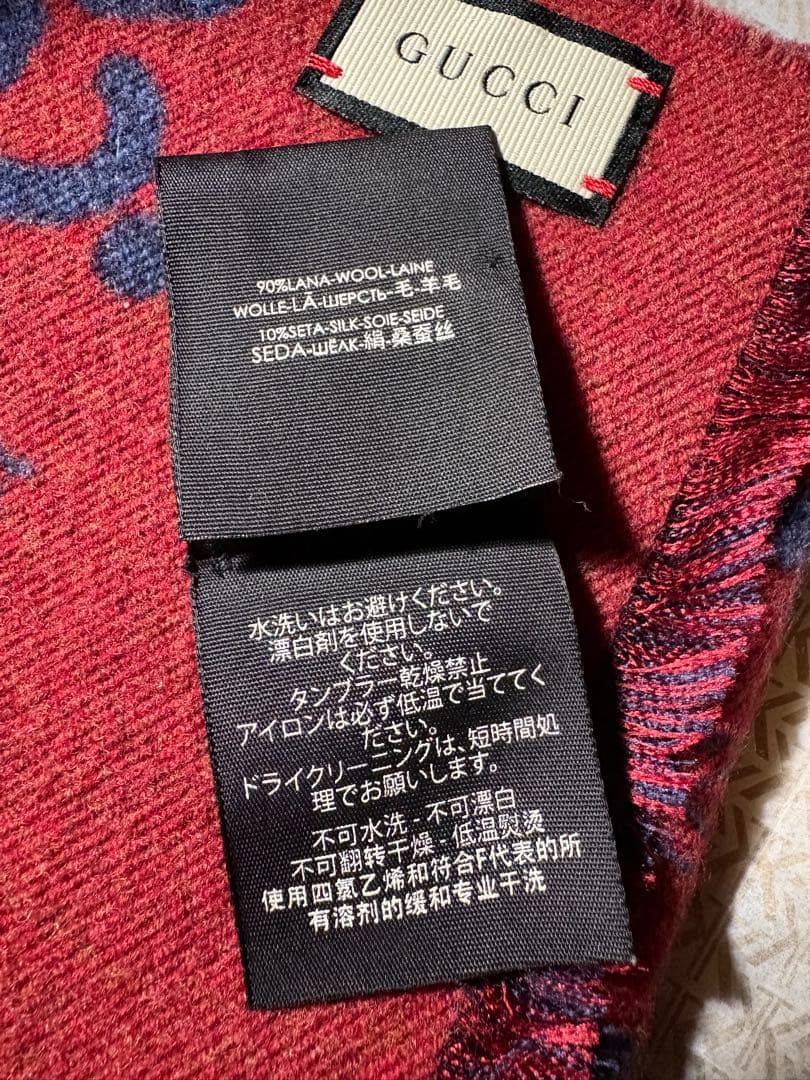 GUCCI
90%LANA-WOOL-LAINE
WOLLE-LÃ-ШЕРСТЬ-毛-羊毛
10%SETA-SILK-SOIE-SEIDE
SEDA-ШЁЛК-絹-桑蚕丝
水洗いはお避けください。
漂白剤を使用しないで
ください。
タンブラー乾燥禁止
アイロンは必ず低温で当ててく
ださい。
ドライクリーニングは、短時間処
理でお願いします。
不可水洗 - 不可漂白
不可翻转干燥 - 低温熨烫
使用四氯乙烯和符合F代表的所
有溶剂的缓和专业干洗